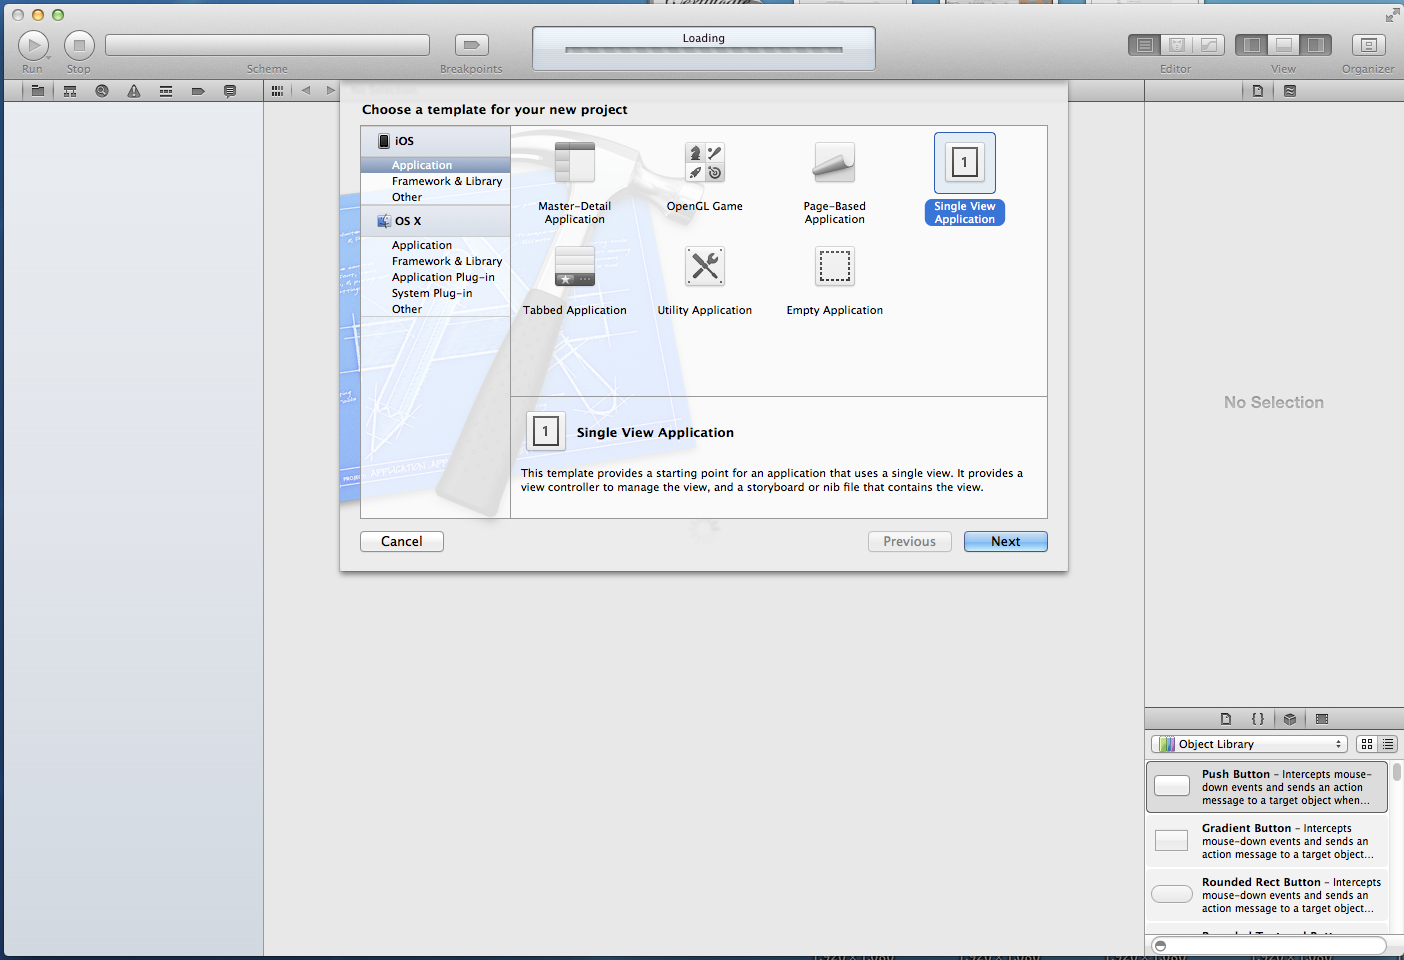 Loading
Run
Stop
Scheme
Breakpoints
Editor
View
Organizer
Choose a template for your new project
iOS
Application
Framework & Library
Other
OS X
Application
Framework & Library
Application Plug-in
System Plug-in
Other
Master-Detail
Application
OpenGL Game
Page-Based
Application
1
Single View
Application
Tabbed Application
Utility Application
Empty Application
1
Single View Application
This template provides a starting point for an application that uses a single view. It provides a
view controller to manage the view, and a storyboard or nib file that contains the view.
Cancel
Previous
Next
No Selection
{ }
Object Library
Push Button - Intercepts mouse-
down events and sends an action
message to a target object when...
Gradient Button - Intercepts
mouse-down events and sends an
action message to a target object...
Rounded Rect Button - Intercepts
mouse-down events and sends an
action message to a target object...